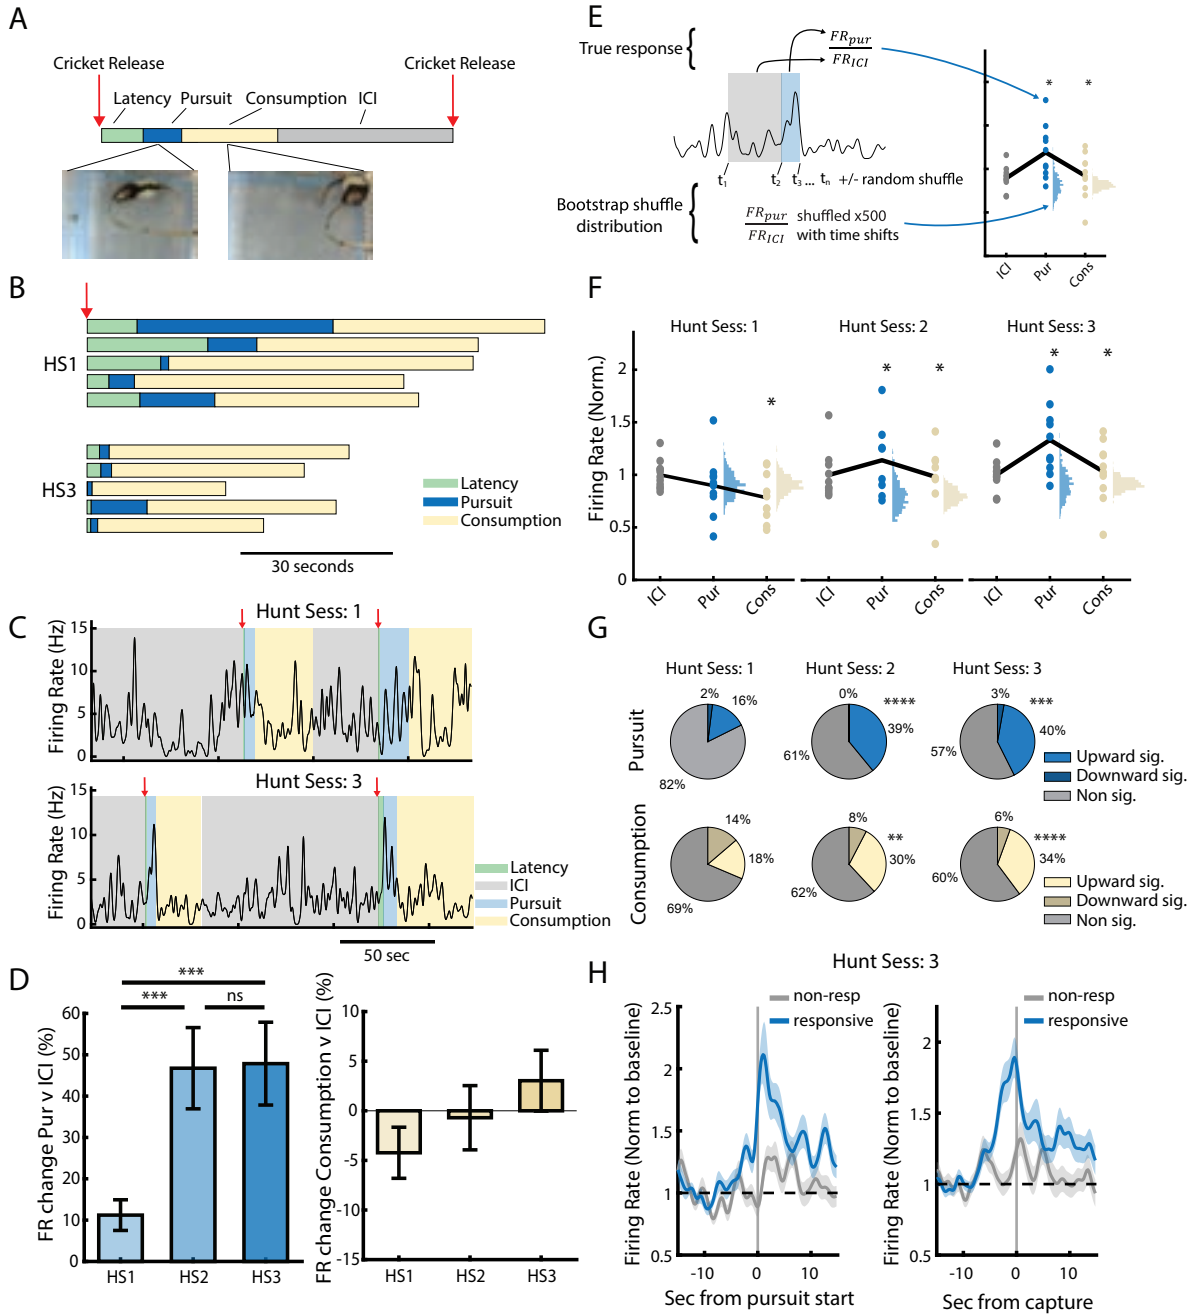 A
Cricket Release
Cricket Release
Latency
Pursuit
Consumption
ICI
B
HS1
HS3
Latency
Pursuit
Consumption
30 seconds
C
Hunt Sess: 1
Firing Rate (Hz)
15
10
5
0
Hunt Sess: 3
Firing Rate (Hz)
15
10
5
0
Latency
ICI
Pursuit
Consumption
50 sec
D
FR change Pur v ICI (%)
***
***
ns
60
50
40
30
20
10
0
HS1
HS2
HS3
FR change Consumption v ICI (%)
10
5
0
-5
-10
-15
HS1
HS2
HS3
E
True response
FRpur
FRICI
t1
t2
t3 ... tn +/- random shuffle
Bootstrap shuffle
distribution
FRpur
FRICI
shuffled x500
with time shifts
* *
ICI
Pur
Cons
F
Hunt Sess: 1
Hunt Sess: 2
Hunt Sess: 3
Firing Rate (Norm.)
2
1.5
1
0.5
0
*
* *
* *
ICI
Pur
Cons
ICI
Pur
Cons
ICI
Pur
Cons
G
Hunt Sess: 1
Hunt Sess: 2
Hunt Sess: 3
Pursuit
2%
16%
82%
0%
****
39%
61%
3%
***
40%
57%
Upward sig.
Downward sig.
Non sig.
Consumption
14%
18%
69%
8%
**
30%
62%
6%
****
34%
60%
Upward sig.
Downward sig.
Non sig.
H
Hunt Sess: 3
Firing Rate (Norm to baseline)
2.5
2
1.5
1
0.5
non-resp
responsive
-10
0
10
Sec from pursuit start
Firing Rate (Norm to baseline)
2
1.5
1
0.5
non-resp
responsive
-10
0
10
Sec from capture